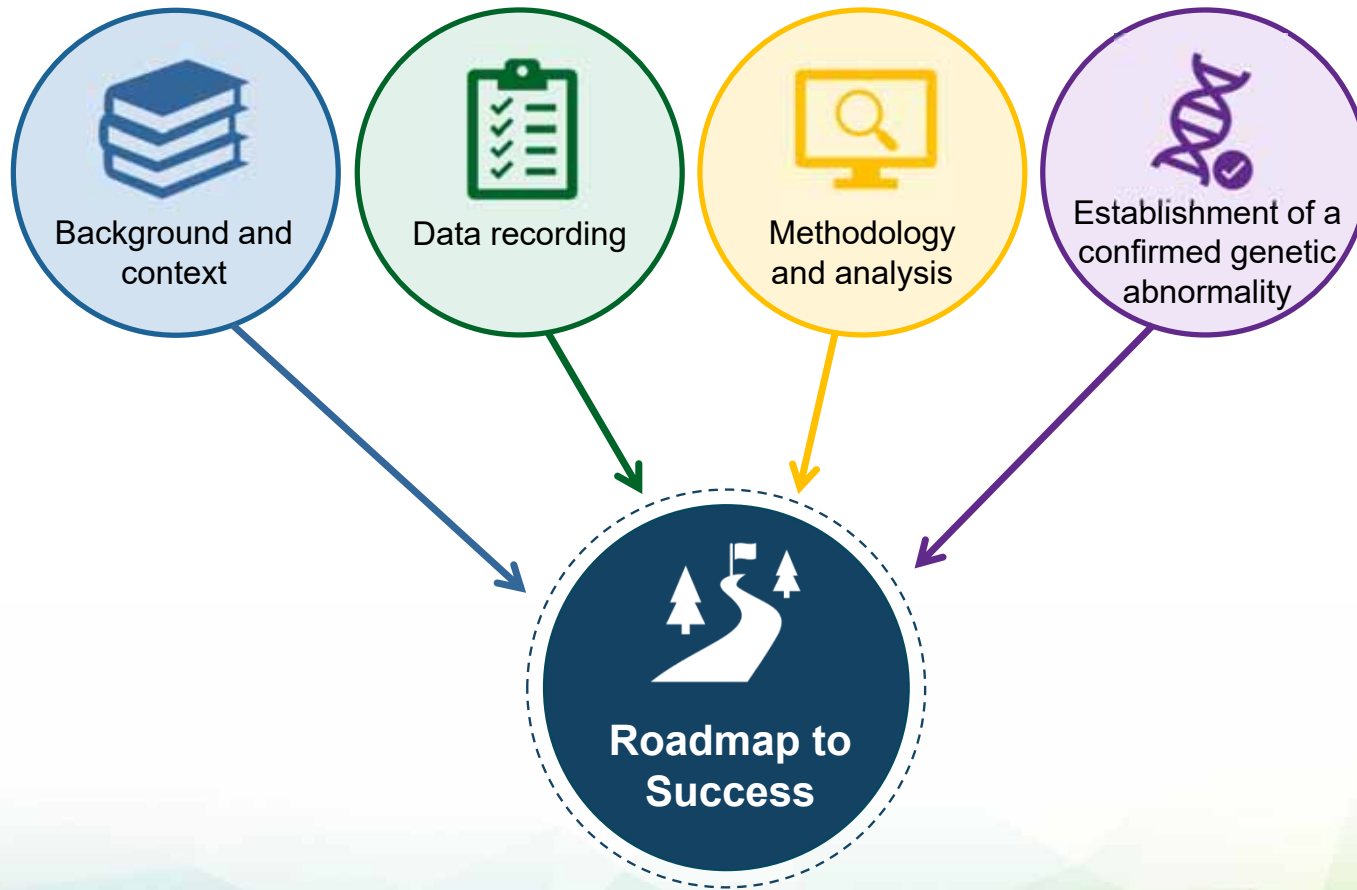 Background and
context
Data recording
Methodology
and analysis
Establishment of a
confirmed genetic
abnormality
Roadmap to
Success